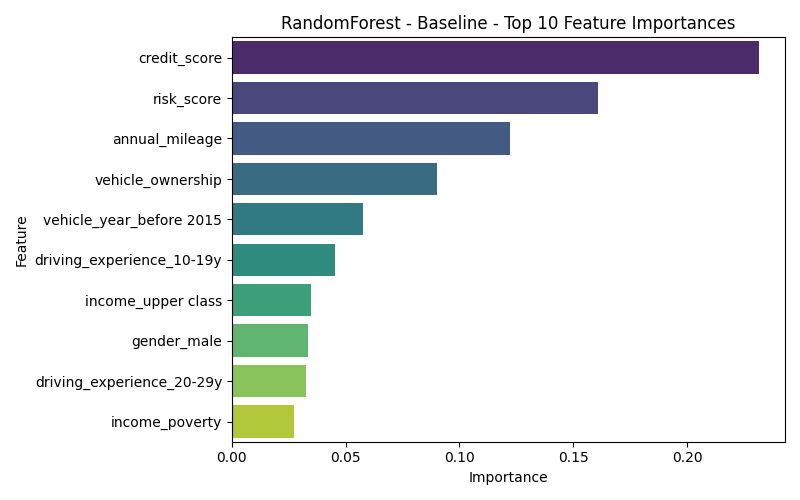 RandomForest - Baseline - Top 10 Feature Importances
credit_score
risk_score
annual_mileage
vehicle_ownership
vehicle_year_before 2015
driving_experience_10-19y
income_upper class
gender_male
driving_experience_20-29y
income_poverty
Feature
0.00 0.05 0.10 0.15 0.20
Importance